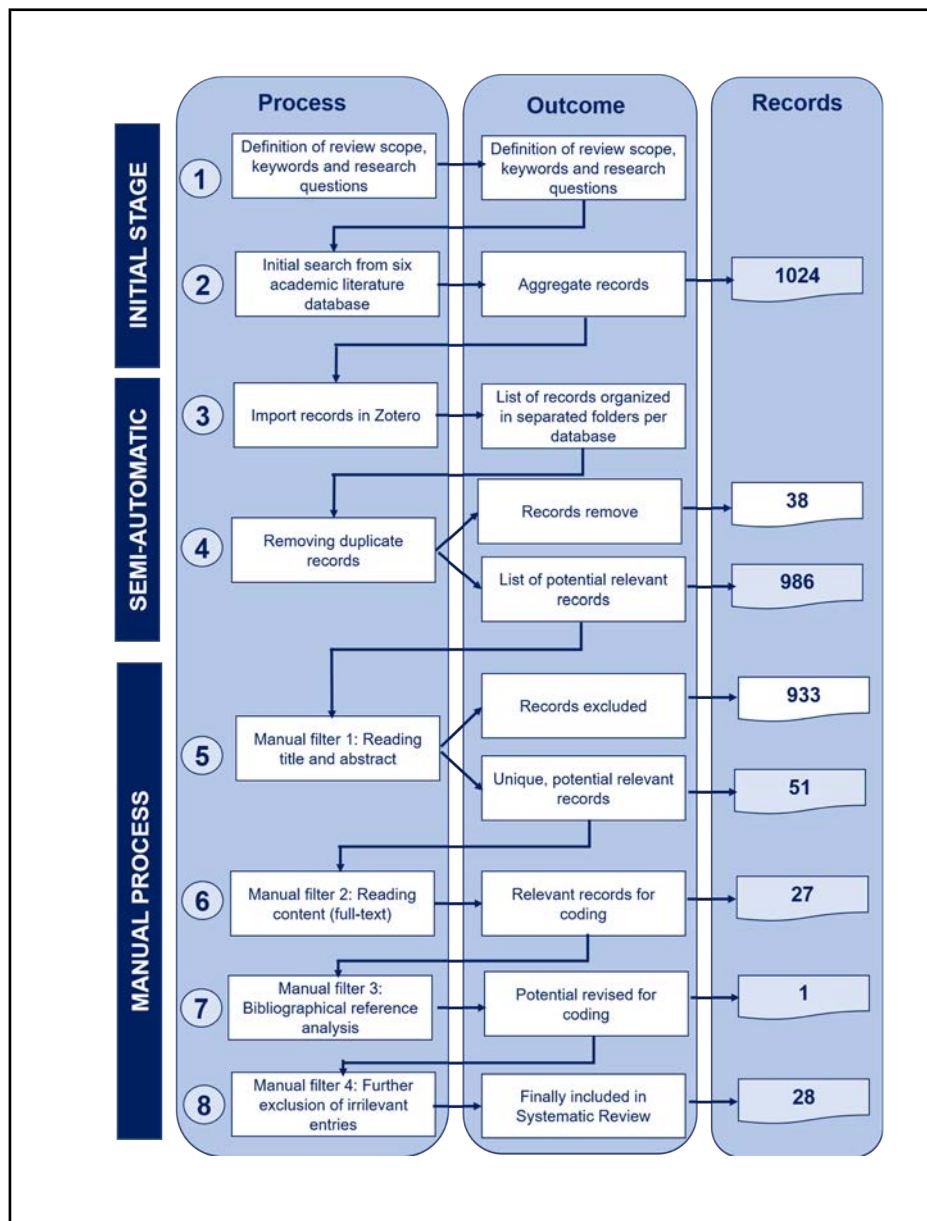 Process
Outcome
Records
INITIAL STAGE
1
Definition of review scope,
keywords and research
questions
Definition of review scope,
keywords and research
questions
2
Initial search from six
academic literature
database
Aggregate records
1024
SEMI-AUTOMATIC
3
Import records in Zotero
List of records organized
in separated folders per
database
4
Removing duplicate
records
Records remove
38
List of potential relevant
records
986
MANUAL PROCESS
5
Manual filter 1: Reading
title and abstract
Records excluded
933
Unique, potential relevant
records
51
6
Manual filter 2: Reading
content (full-text)
Relevant records for
coding
27
7
Manual filter 3:
Bibliographical reference
analysis
Potential revised for
coding
1
8
Manual filter 4: Further
exclusion of irrilevant
entries
Finally included in
Systematic Review
28